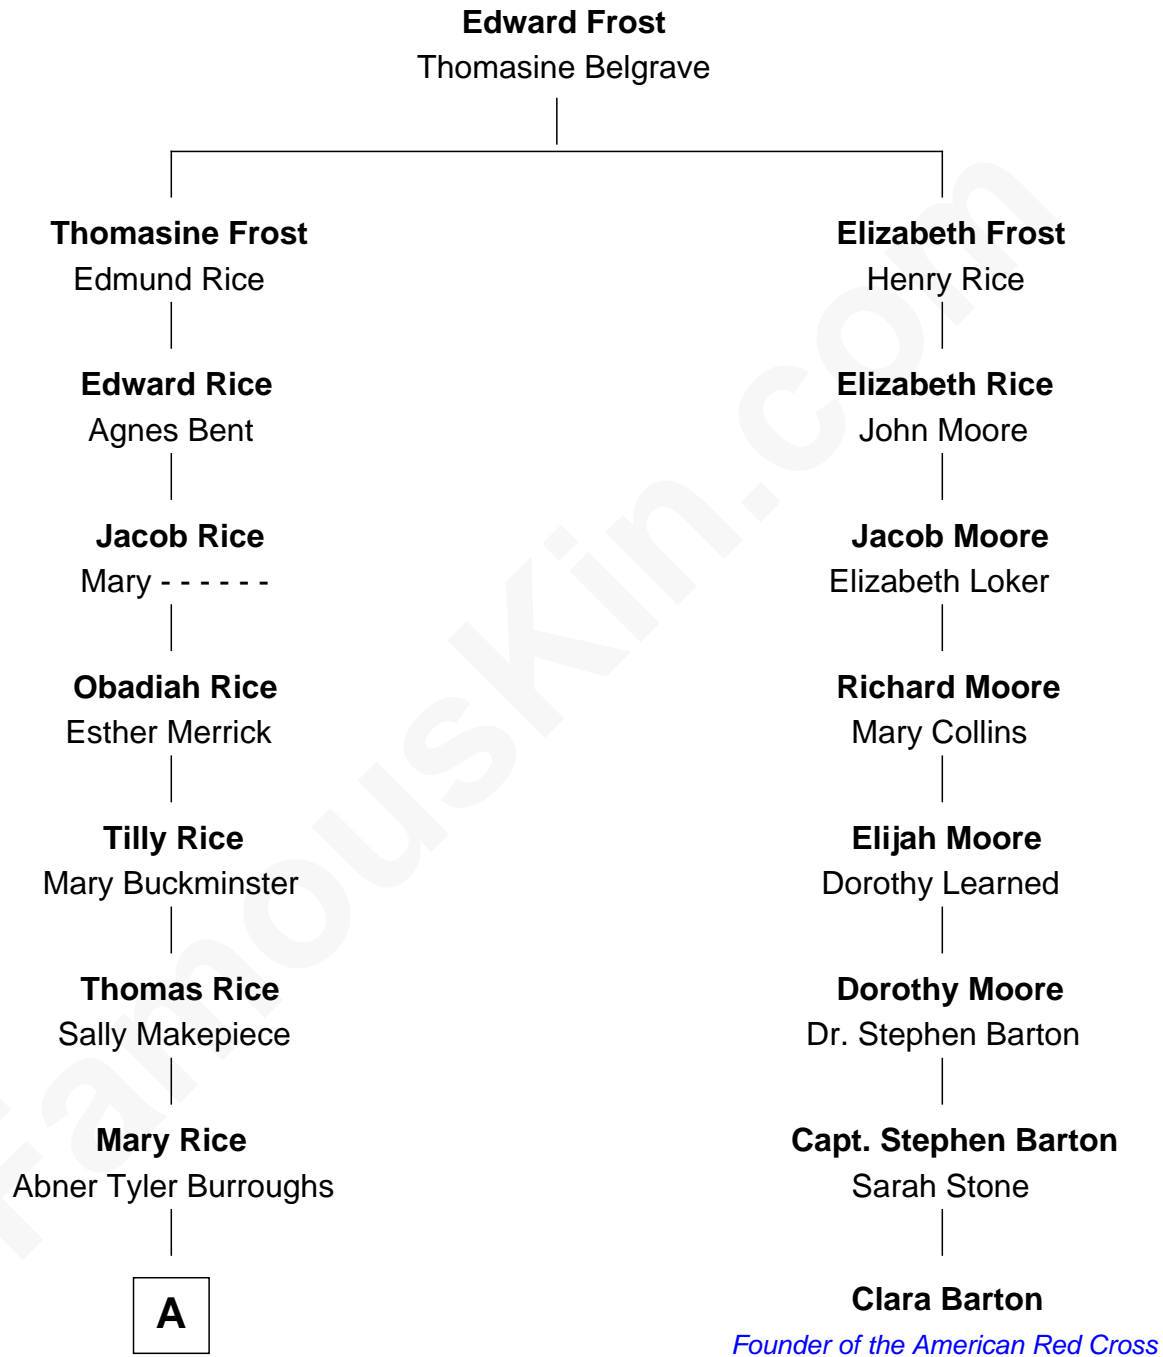 Edward Frost
Thomasine Belgrave
Thomasine Frost
Edmund Rice
Edward Rice
Agnes Bent
Jacob Rice
Mary - - - - - -
Obadiah Rice
Esther Merrick
Tilly Rice
Mary Buckminster
Thomas Rice
Sally Makepiece
Mary Rice
Abner Tyler Burroughs
A
Elizabeth Frost
Henry Rice
Elizabeth Rice
John Moore
Jacob Moore
Elizabeth Loker
Richard Moore
Mary Collins
Elijah Moore
Dorothy Learned
Dorothy Moore
Dr. Stephen Barton
Capt. Stephen Barton
Sarah Stone
Clara Barton
Founder of the American Red Cross
FamousKin.com